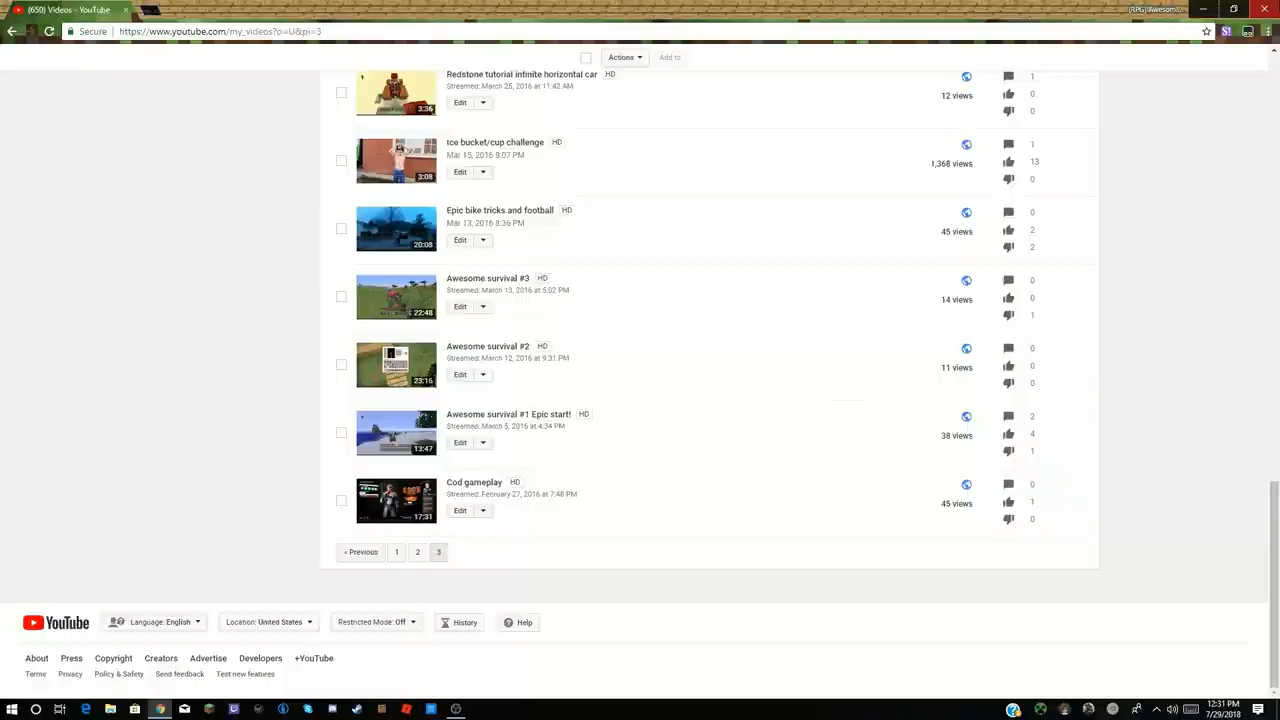 (650) Videos - YouTube
[RPG] Awesom...
Secure https://www.youtube.com/my_videos?o=U&pi=3
Actions Add to
Redstone tutorial infinite horizontal car HD
Streamed: March 25, 2016 at 11:42 AM
Edit
3:36
12 views
1
0
0
Ice bucket/cup challenge HD
Mar 15, 2016 8:07 PM
Edit
3:08
1,368 views
1
13
0
Epic bike tricks and football HD
Mar 13, 2016 8:36 PM
Edit
20:08
45 views
0
2
2
Awesome survival #3 HD
Streamed: March 13, 2016 at 5:02 PM
Edit
22:48
14 views
0
0
1
Awesome survival #2 HD
Streamed: March 12, 2016 at 9:31 PM
Edit
23:16
11 views
0
0
0
Awesome survival #1 Epic start! HD
Streamed: March 5, 2016 at 4:34 PM
Edit
13:47
38 views
2
4
1
Cod gameplay HD
Streamed: February 27, 2016 at 7:48 PM
Edit
17:31
45 views
0
1
0
« Previous 1 2 3
YouTube Language: English Location: United States Restricted Mode: Off History Help
About Press Copyright Creators Advertise Developers +YouTube
Terms Privacy Policy & Safety Send feedback Test new features
12:31 PM
7/29/2018